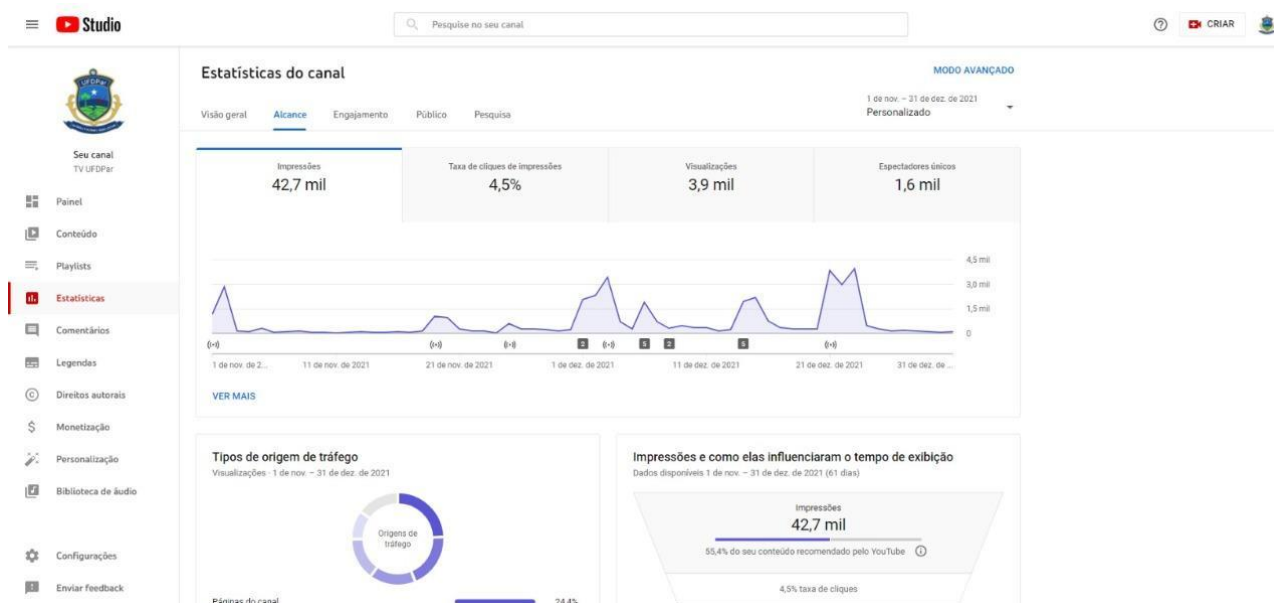 Studio
Pesquise no seu canal
CRIAR
UFDPar
Seu canal
TV UFDPar
Painel
Conteúdo
Playlists
Estatísticas
Comentários
Legendas
Direitos autorais
Monetização
Personalização
Biblioteca de áudio
Configurações
Enviar feedback
Estatísticas do canal
MODO AVANÇADO
Visão geral Alcance Engajamento Público Pesquisa
1 de nov. – 31 de dez. de 2021
Personalizado
Impressões
42,7 mil
Taxa de cliques de impressões
4,5%
Visualizações
3,9 mil
Espectadores únicos
1,6 mil
4,5 mil
3,0 mil
1,5 mil
0
2 5 2 5
1 de nov. de 2... 11 de nov. de 2021 21 de nov. de 2021 1 de dez. de 2021 11 de dez. de 2021 21 de dez. de 2021 31 de dez. de ...
VER MAIS
Tipos de origem de tráfego
Visualizações · 1 de nov. – 31 de dez. de 2021
Origens de
tráfego
Páginas do canal 24,4%
Impressões e como elas influenciaram o tempo de exibição
Dados disponíveis 1 de nov. – 31 de dez. de 2021 (61 dias)
Impressões
42,7 mil
55,4% do seu conteúdo recomendado pelo YouTube
4,5% taxa de cliques